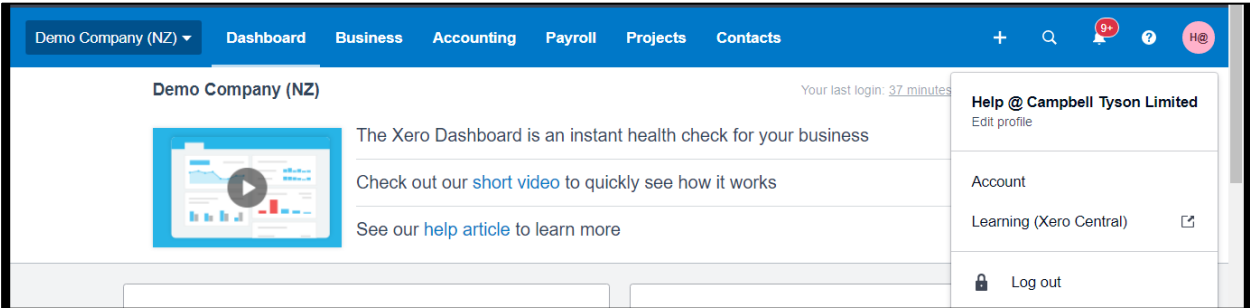 Demo Company (NZ) Dashboard Business Accounting Payroll Projects Contacts 9+ H@
Demo Company (NZ)
Your last login: 37 minutes
The Xero Dashboard is an instant health check for your business
Check out our short video to quickly see how it works
See our help article to learn more
Help @ Campbell Tyson Limited
Edit profile
Account
Learning (Xero Central)
Log out